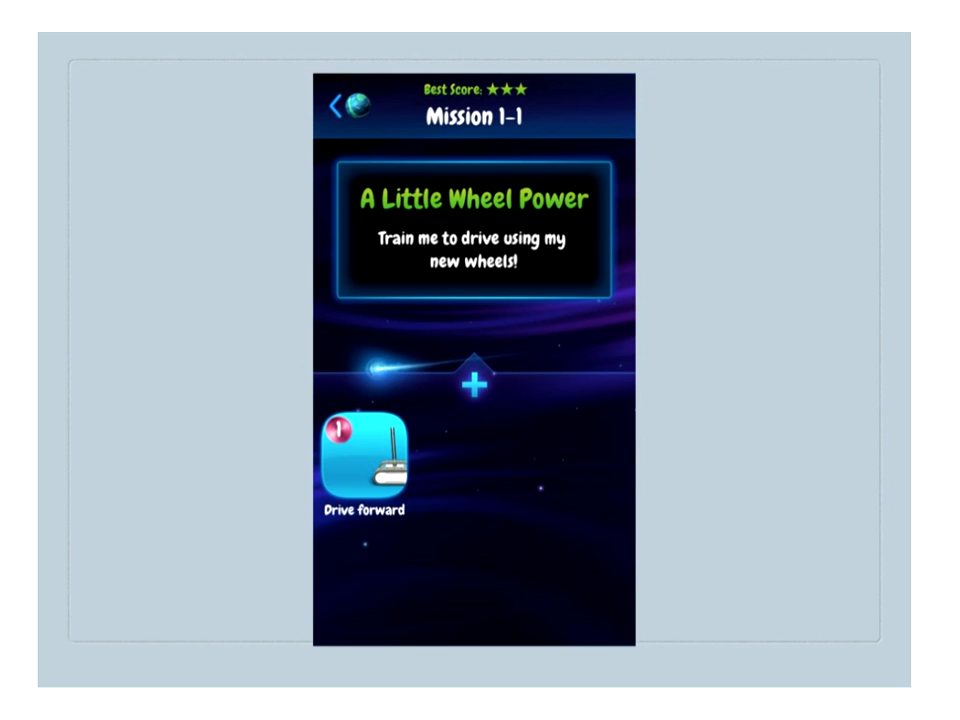 Best Score: ★★★
Mission 1-1
A Little Wheel Power
Train me to drive using my
new wheels!
+
1
Drive forward